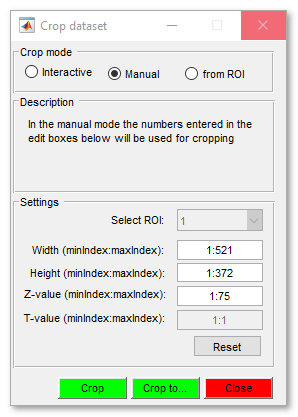 Crop dataset
Crop mode
Interactive Manual from ROI
Description
In the manual mode the numbers entered in the
edit boxes below will be used for cropping
Settings
Select ROI: 1
Width (minIndex:maxIndex): 1:521
Height (minIndex:maxIndex): 1:372
Z-value (minIndex:maxIndex): 1:75
T-value (minIndex:maxIndex): 1:1
Reset
Crop Crop to... Close